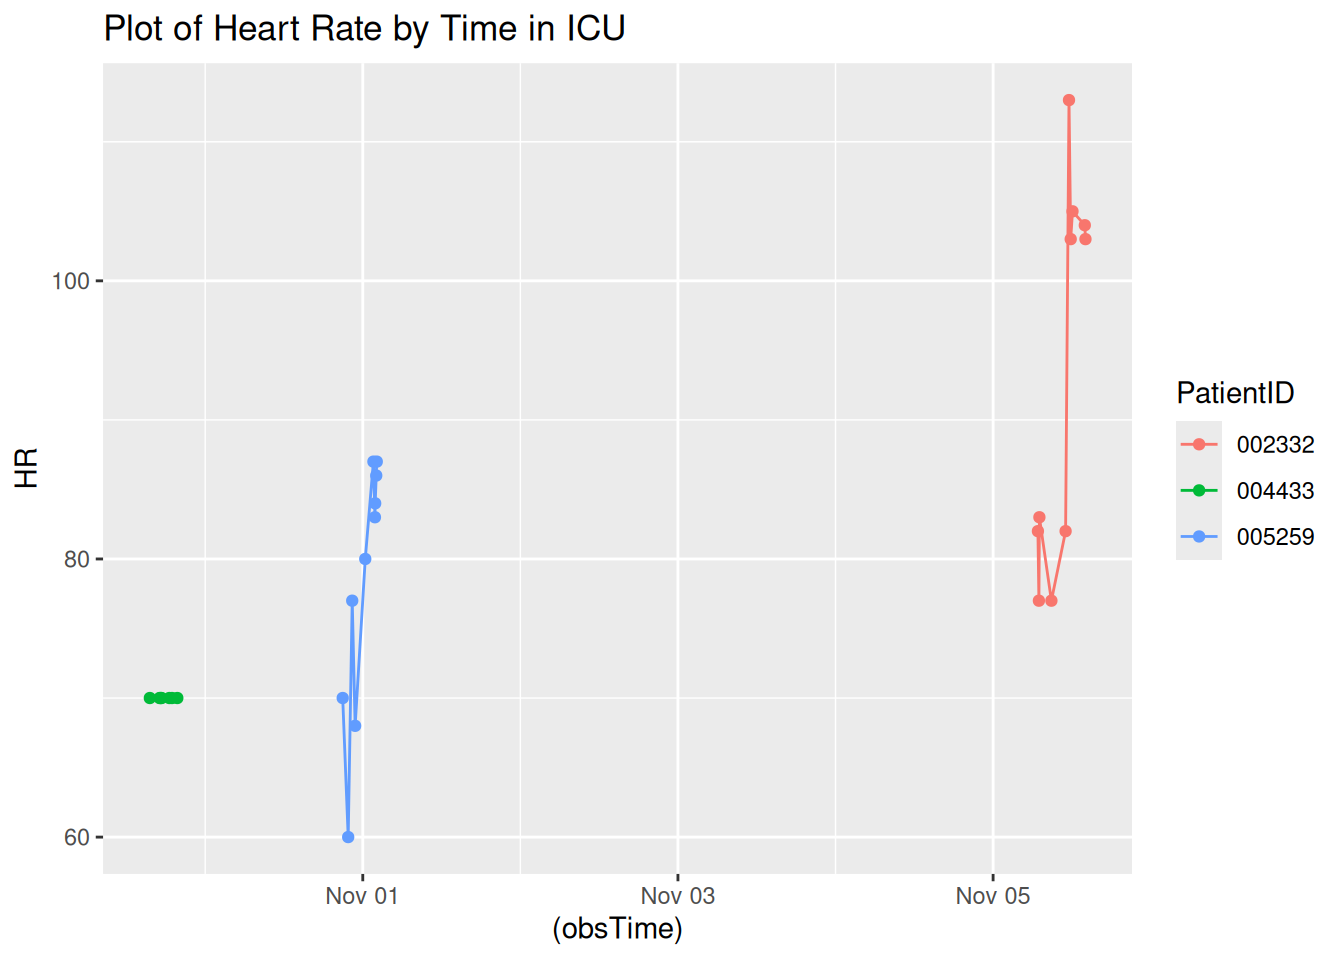 Plot of Heart Rate by Time in ICU
HR
100
80
60
Nov 01
Nov 03
Nov 05
(obsTime)
PatientID
002332
004433
005259